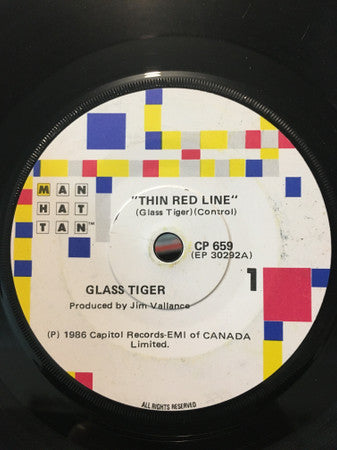 MAN
HAT
TAN™
"THIN RED LINE"
(Glass Tiger)(Control)
CP 659
(EP 30292A)
1
GLASS TIGER
Produced by Jim Vallance
(P) 1986 Capitol Records-EMI of CANADA
Limited.
ALL RIGHTS RESERVED